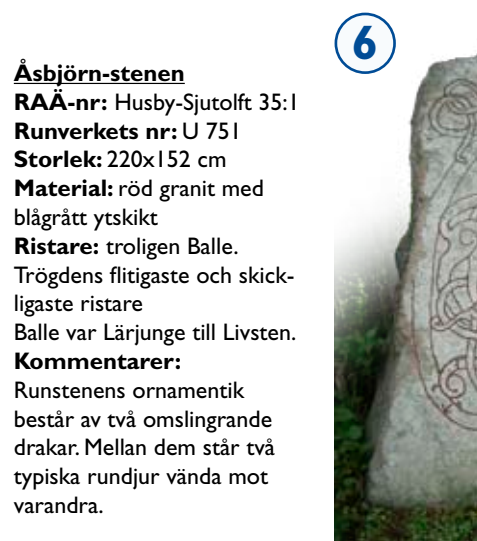 6
Åsbjörn-stenen
RAÄ-nr: Husby-Sjutolft 35:1
Runverkets nr: U 751
Storlek: 220x152 cm
Material: röd granit med
blågrått ytskikt
Ristare: troligen Balle.
Trögdens flitigaste och skick-
ligaste ristare
Balle var Lärjunge till Livsten.
Kommentarer:
Runstenens ornamentik
består av två omslingrande
drakar. Mellan dem står två
typiska rundjur vända mot
varandra.